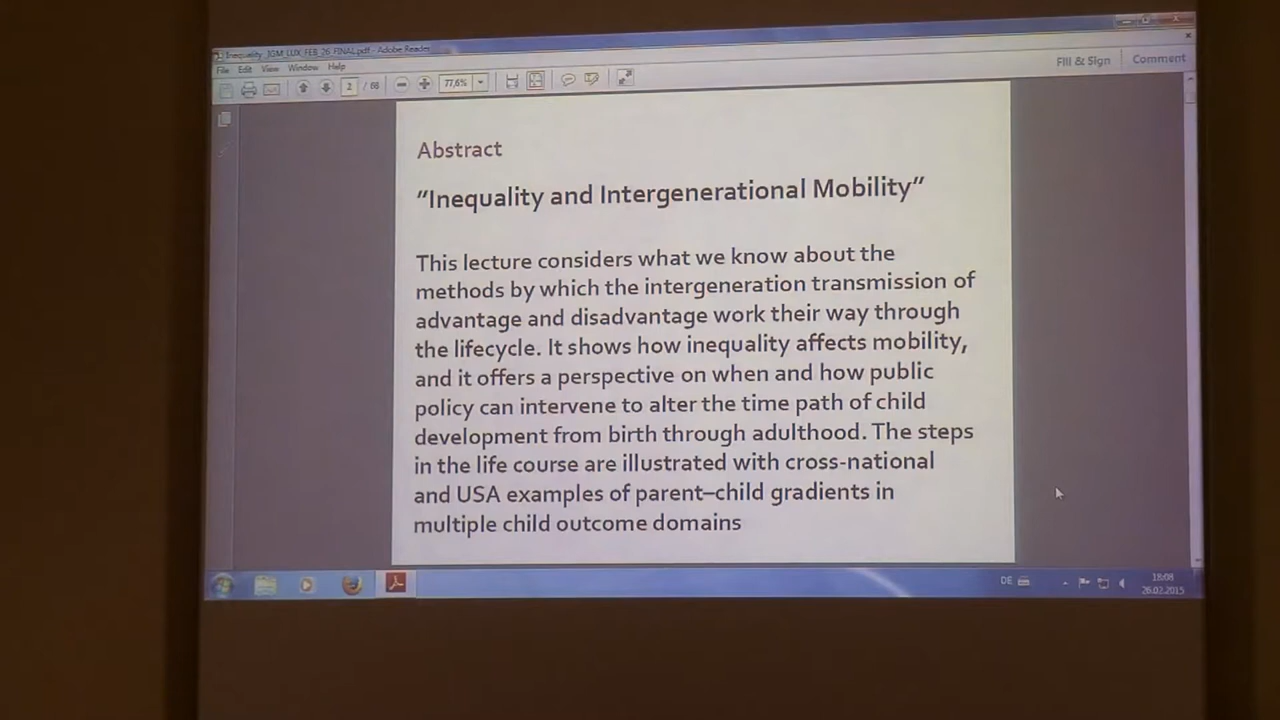 Inequality_JGM_LUX_FEB_26_FINAL.pdf - Adobe Reader
File Edit View Window Help
2 / 68 77,6% Fill & Sign Comment
Abstract
“Inequality and Intergenerational Mobility”
This lecture considers what we know about the
methods by which the intergeneration transmission of
advantage and disadvantage work their way through
the lifecycle. It shows how inequality affects mobility,
and it offers a perspective on when and how public
policy can intervene to alter the time path of child
development from birth through adulthood. The steps
in the life course are illustrated with cross-national
and USA examples of parent–child gradients in
multiple child outcome domains
DE 18:08
26.02.2015